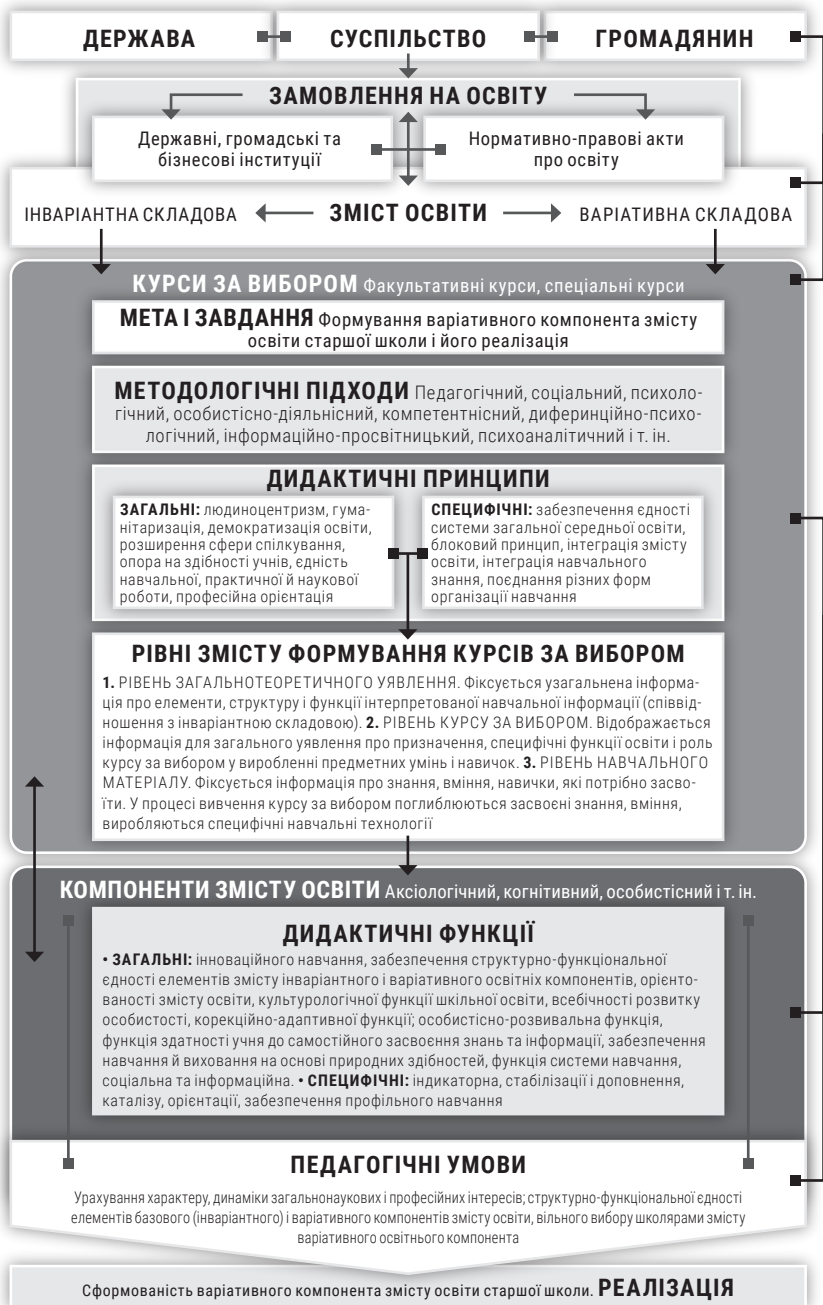 ДЕРЖАВА СУСПІЛЬСТВО ГРОМАДЯНИН
ЗАМОВЛЕННЯ НА ОСВІТУ
Державні, громадські та
бізнесові інституції
Нормативно-правові акти
про освіту
ІНВАРІАНТНА СКЛАДОВА ЗМІСТ ОСВІТИ ВАРІАТИВНА СКЛАДОВА
КУРСИ ЗА ВИБОРОМ Факультативні курси, спеціальні курси
МЕТА І ЗАВДАННЯ Формування варіативного компонента змісту
освіти старшої школи і його реалізація
МЕТОДОЛОГІЧНІ ПІДХОДИ Педагогічний, соціальний, психоло-
гічний, особистісно-діяльнісний, компетентнісний, диферинційно-психо-
логічний, інформаційно-просвітницький, психоаналітичний і т. ін.
ДИДАКТИЧНІ ПРИНЦИПИ
ЗАГАЛЬНІ: людиноцентризм, гума-
нітаризація, демократизація освіти,
розширення сфери спілкування,
опора на здібності учнів, єдність
навчальної, практичної й наукової
роботи, професійна орієнтація
СПЕЦИФІЧНІ: забезпечення єдності
системи загальної середньої освіти,
блоковий принцип, інтеграція змісту
освіти, інтеграція навчального
знання, поєднання різних форм
організації навчання
РІВНІ ЗМІСТУ ФОРМУВАННЯ КУРСІВ ЗА ВИБОРОМ
1. РІВЕНЬ ЗАГАЛЬНОТЕОРЕТИЧНОГО УЯВЛЕННЯ. Фіксується узагальнена інформа-
ція про елементи, структуру і функції інтерпретованої навчальної інформації (співвід-
ношення з інваріантною складовою). 2. РІВЕНЬ КУРСУ ЗА ВИБОРОМ. Відображається
інформація для загального уявлення про призначення, специфічні функції освіти і роль
курсу за вибором у виробленні предметних умінь і навичок. 3. РІВЕНЬ НАВЧАЛЬНОГО
МАТЕРІАЛУ. Фіксується інформація про знання, вміння, навички, які потрібно засво-
їти. У процесі вивчення курсу за вибором поглиблюються засвоєні знання, вміння,
виробляються специфічні навчальні технології
КОМПОНЕНТИ ЗМІСТУ ОСВІТИ Аксіологічний, когнітивний, особистісний і т. ін.
ДИДАКТИЧНІ ФУНКЦІЇ
• ЗАГАЛЬНІ: інноваційного навчання, забезпечення структурно-функціональної
єдності елементів змісту інваріантного і варіативного освітніх компонентів, орієнто-
ваності змісту освіти, культурологічної функції шкільної освіти, всебічності розвитку
особистості, корекційно-адаптивної функції; особистісно-розвивальна функція,
функція здатності учня до самостійного засвоєння знань та інформації, забезпечення
навчання й виховання на основі природних здібностей, функція системи навчання,
соціальна та інформаційна. • СПЕЦИФІЧНІ: індикаторна, стабілізації і доповнення,
каталізу, орієнтації, забезпечення профільного навчання
ПЕДАГОГІЧНІ УМОВИ
Урахування характеру, динаміки загальнонаукових і професійних інтересів; структурно-функціональної єдності
елементів базового (інваріантного) і варіативного компонентів змісту освіти, вільного вибору школярами змісту
варіативного освітнього компонента
Сформованість варіативного компонента змісту освіти старшої школи. РЕАЛІЗАЦІЯ